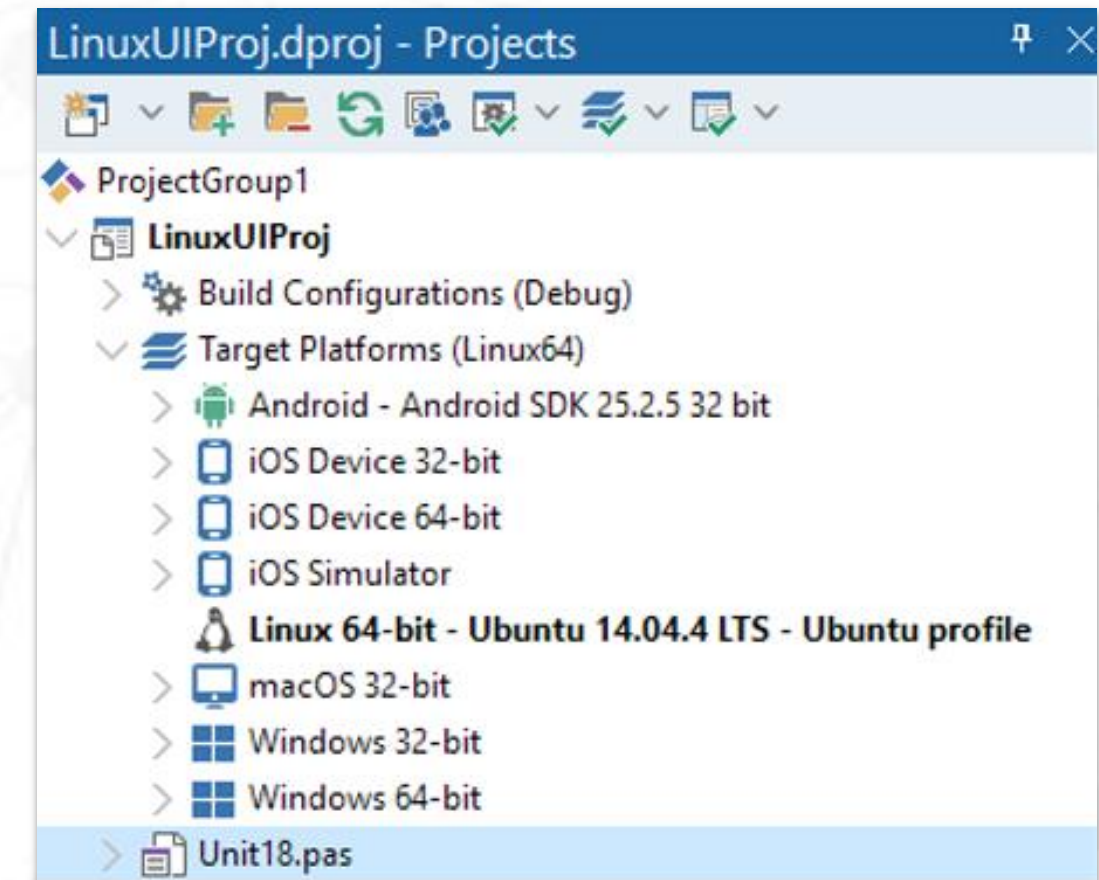 LinuxUIProj.dproj - Projects
ProjectGroup1
LinuxUIProj
Build Configurations (Debug)
Target Platforms (Linux64)
Android - Android SDK 25.2.5 32 bit
iOS Device 32-bit
iOS Device 64-bit
iOS Simulator
Linux 64-bit - Ubuntu 14.04.4 LTS - Ubuntu profile
macOS 32-bit
Windows 32-bit
Windows 64-bit
Unit18.pas